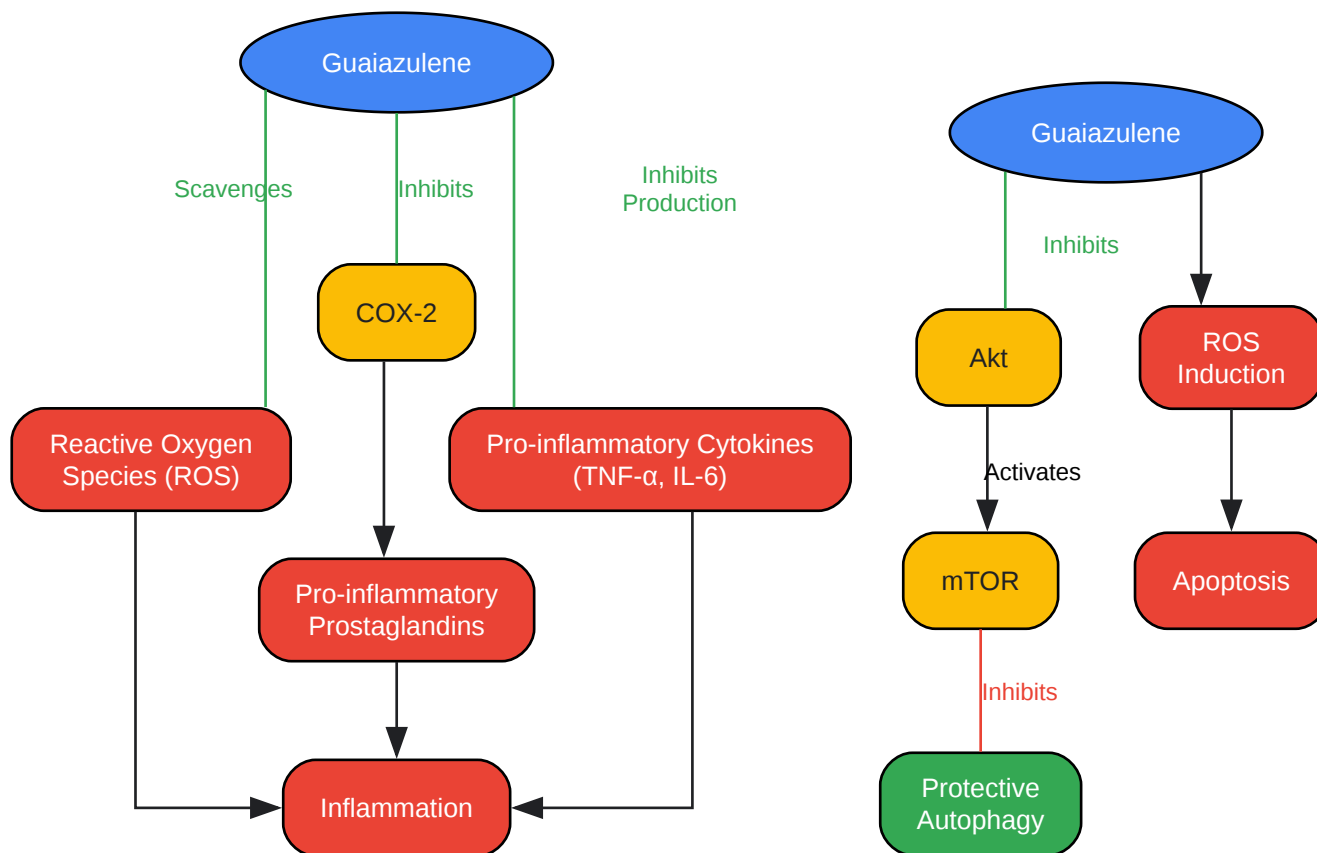 Guaiazulene
Scavenges
Inhibits
Inhibits
Production
COX-2
Reactive Oxygen
Species (ROS)
Pro-inflammatory Cytokines
(TNF-α, IL-6)
Pro-inflammatory
Prostaglandins
Inflammation
Guaiazulene
Inhibits
Akt
ROS
Induction
Activates
mTOR
Apoptosis
Inhibits
Protective
Autophagy